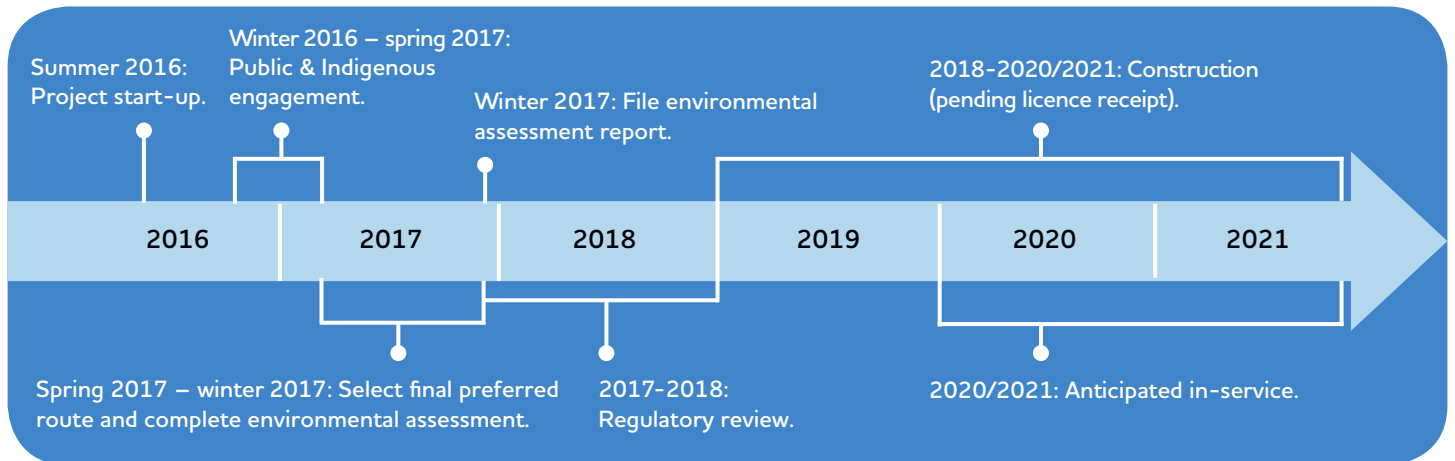 Summer 2016:
Project start-up.
Winter 2016 – spring 2017:
Public & Indigenous
engagement.
Winter 2017: File environmental
assessment report.
2018-2020/2021: Construction
(pending licence receipt).
2016
2017
2018
2019
2020
2021
Spring 2017 – winter 2017: Select final preferred
route and complete environmental assessment.
2017-2018:
Regulatory review.
2020/2021: Anticipated in-service.